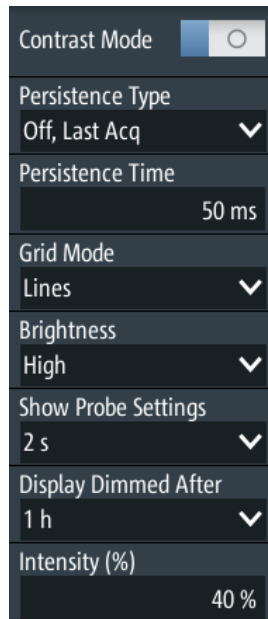 Contrast Mode
Persistence Type
Off, Last Acq
Persistence Time
50 ms
Grid Mode
Lines
Brightness
High
Show Probe Settings
2 s
Display Dimmed After
1 h
Intensity (%)
40 %